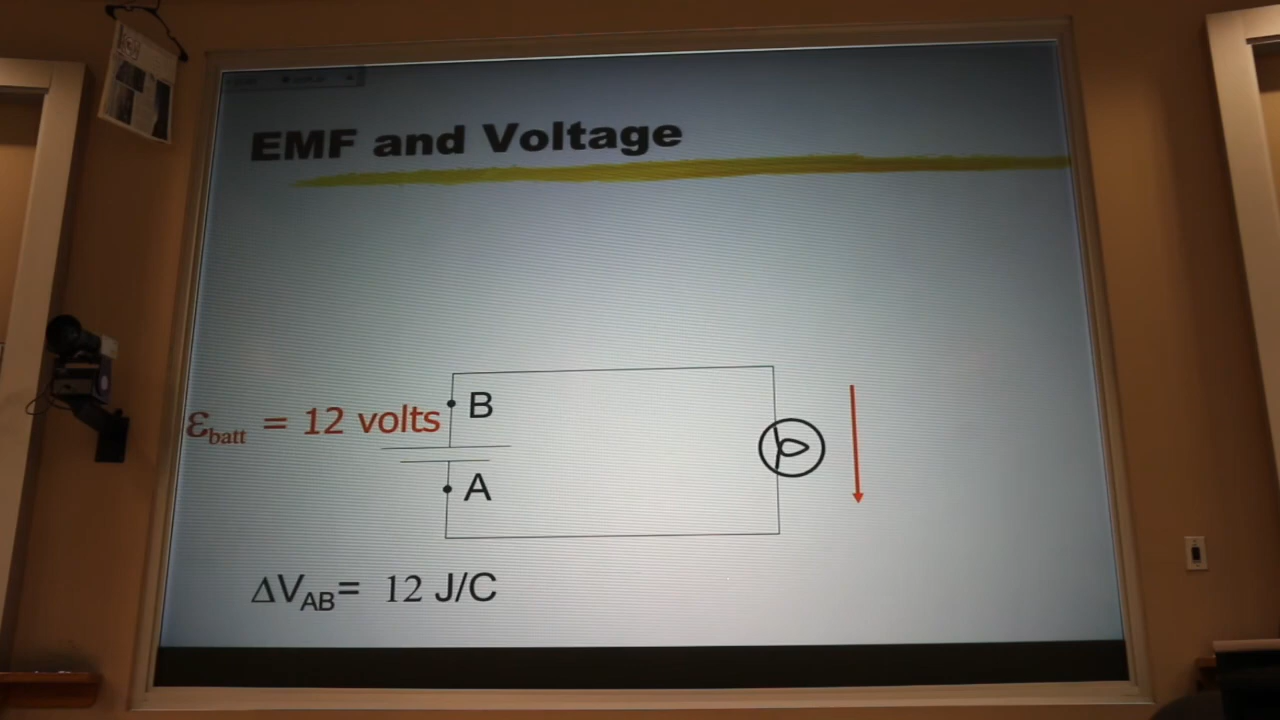 EMF and Voltage
B
ℰbatt = 12 volts
A
ΔVAB= 12 J/C